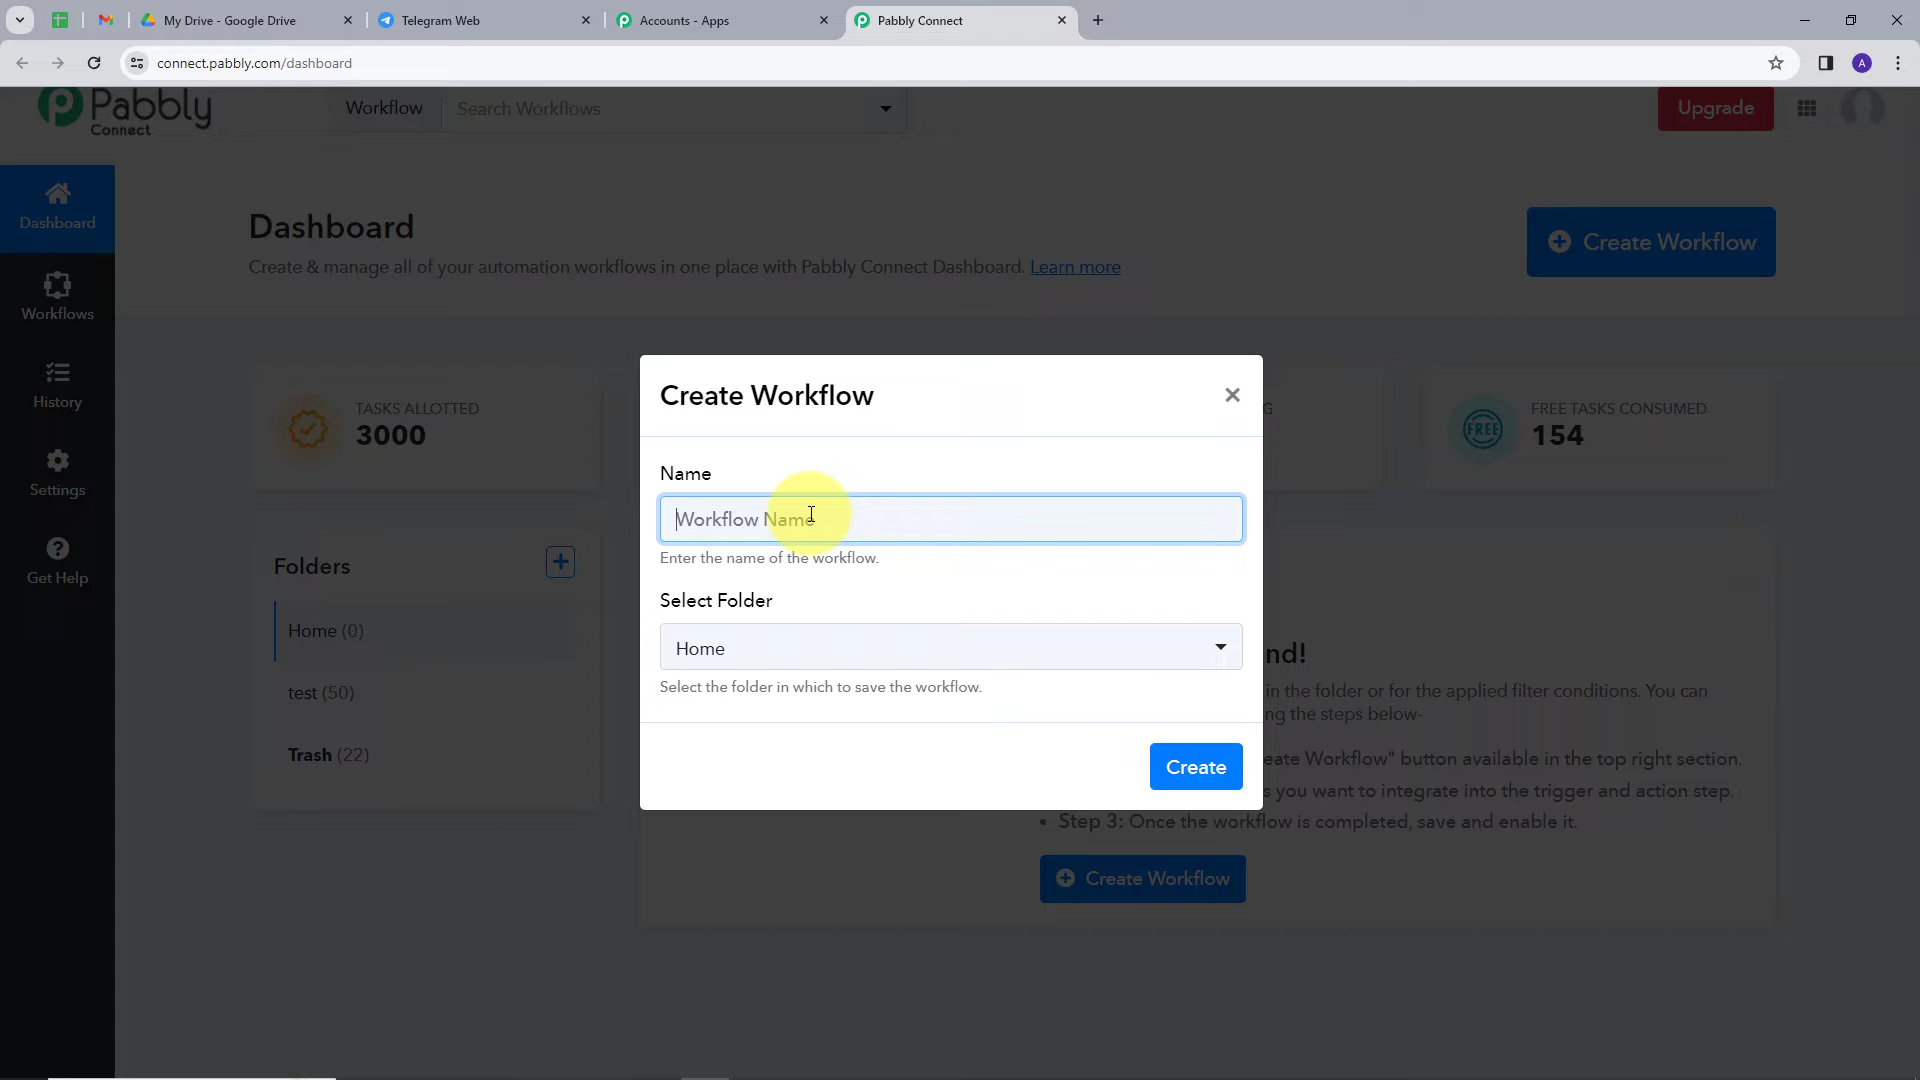 My Drive - Google Drive
Telegram Web
Accounts - Apps
Pabbly Connect
connect.pabbly.com/dashboard
Pabbly
Connect
Workflow
Search Workflows
Upgrade
Dashboard
Workflows
History
Settings
Get Help
Dashboard
Create & manage all of your automation workflows in one place with Pabbly Connect Dashboard. Learn more
Create Workflow
TASKS ALLOTTED
3000
G
FREE
FREE TASKS CONSUMED
154
Folders
Home (0)
test (50)
Trash (22)
Create Workflow
Name
Workflow Name
Enter the name of the workflow.
Select Folder
Home
Select the folder in which to save the workflow.
Create
nd!
in the folder or for the applied filter conditions. You can
ng the steps below-
eate Workflow" button available in the top right section.
s you want to integrate into the trigger and action step.
• Step 3: Once the workflow is completed, save and enable it.
Create Workflow
A